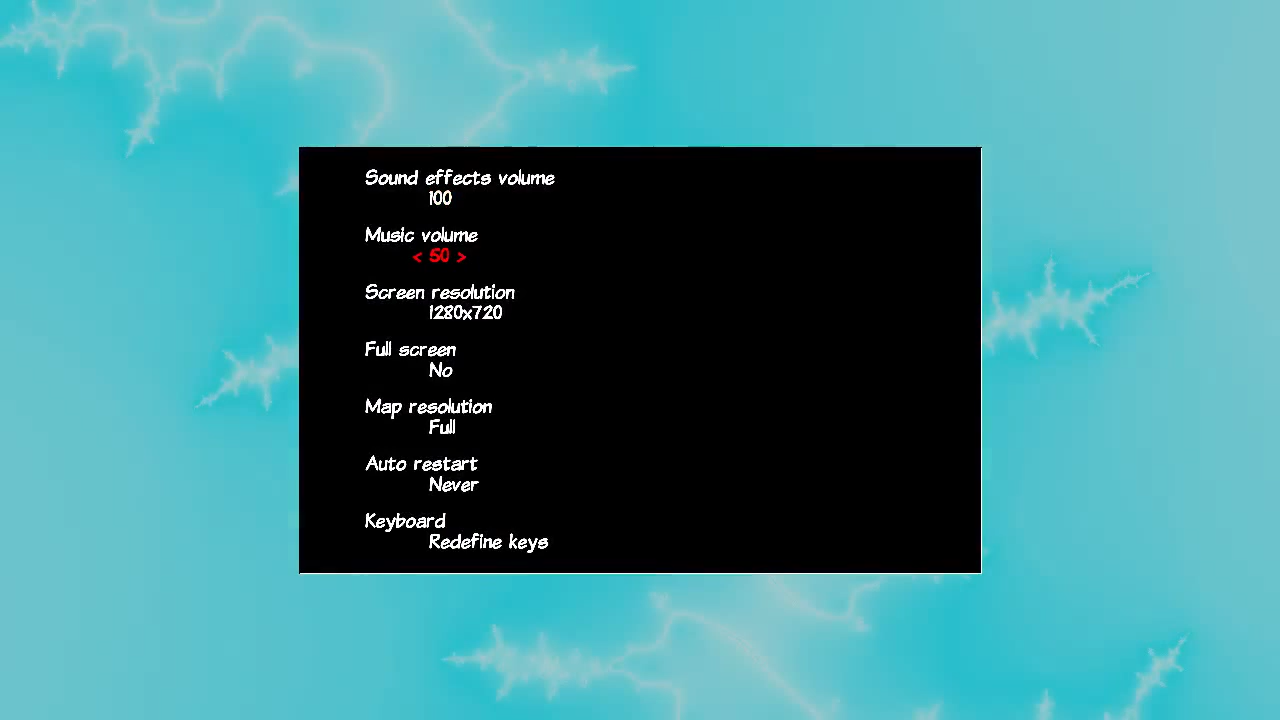 Sound effects volume
100
Music volume
< 50 >
Screen resolution
1280x720
Full screen
No
Map resolution
Full
Auto restart
Never
Keyboard
Redefine keys